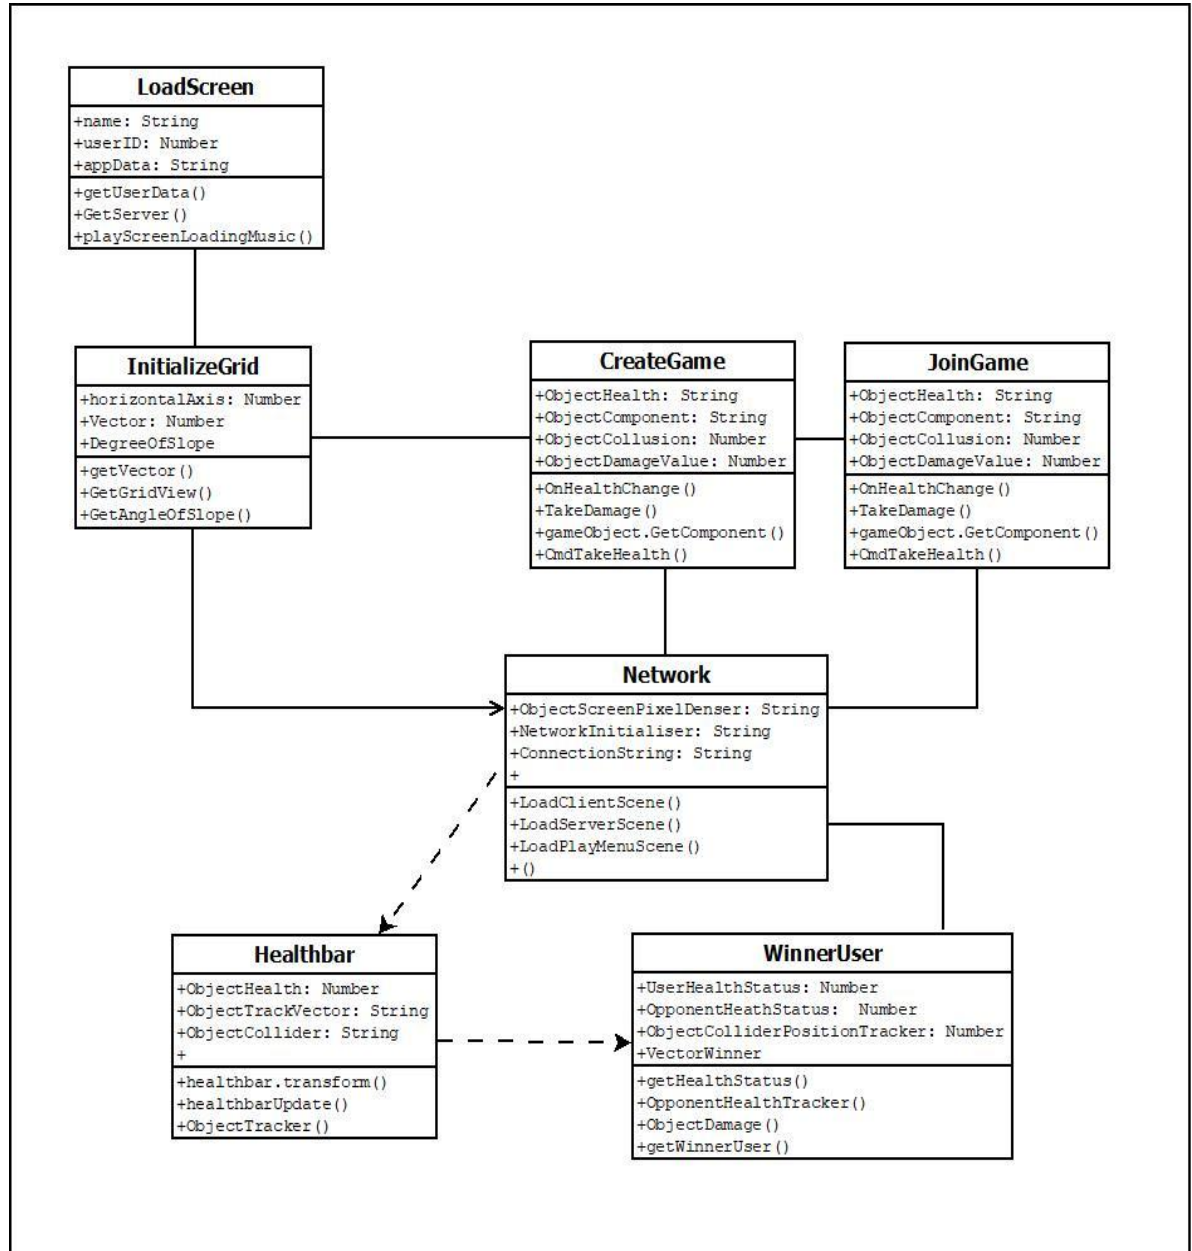 LoadScreen
+name: String
+userID: Number
+appData: String
+getUserData()
+GetServer()
+playScreenLoadingMusic()
InitializeGrid
+horizontalAxis: Number
+Vector: Number
+DegreeOfSlope
+getVector()
+GetGridView()
+GetAngleOfSlope()
CreateGame
+ObjectHealth: String
+ObjectComponent: String
+ObjectCollusion: Number
+ObjectDamageValue: Number
+OnHealthChange()
+TakeDamage()
+gameObject.GetComponent()
+CmdTakeHealth()
JoinGame
+ObjectHealth: String
+ObjectComponent: String
+ObjectCollusion: Number
+ObjectDamageValue: Number
+OnHealthChange()
+TakeDamage()
+gameObject.GetComponent()
+CmdTakeHealth()
Network
+ObjectScreenPixelDenser: String
+NetworkInitialiser: String
+ConnectionString: String
+
+LoadClientScene()
+LoadServerScene()
+LoadPlayMenuScene()
+()
Healthbar
+ObjectHealth: Number
+ObjectTrackVector: String
+ObjectCollider: String
+
+healthbar.transform()
+healthbarUpdate()
+ObjectTracker()
WinnerUser
+UserHealthStatus: Number
+OpponentHeathStatus:  Number
+ObjectColliderPositionTracker: Number
+VectorWinner
+getHealthStatus()
+OpponentHealthTracker()
+ObjectDamage()
+getWinnerUser()